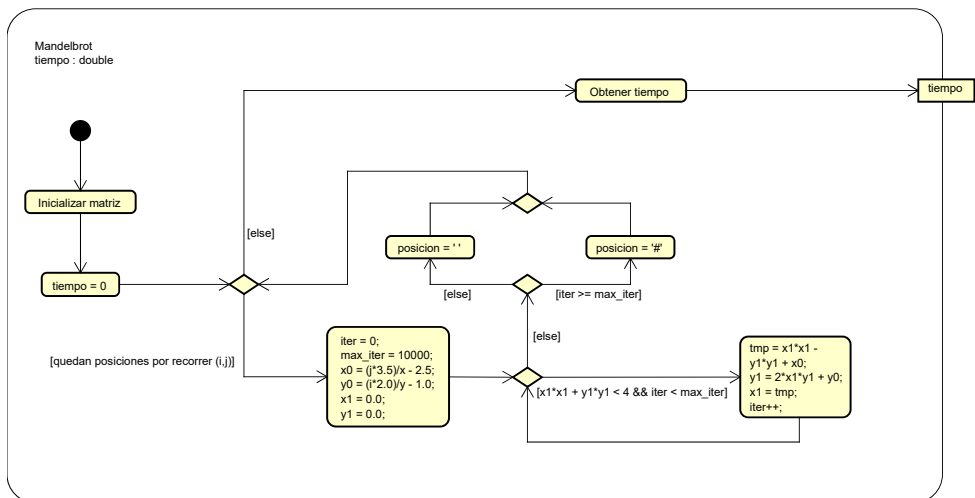 Mandelbrot
tiempo : double
Obtener tiempo
tiempo
Inicializar matriz
[else]
posicion = ' '
posicion = '#'
tiempo = 0
[else]
[iter >= max_iter]
[else]
[quedan posiciones por recorrer (i,j)]
iter = 0;
max_iter = 10000;
x0 = (j*3.5)/x - 2.5;
y0 = (i*2.0)/y - 1.0;
x1 = 0.0;
y1 = 0.0;
[x1*x1 + y1*y1 < 4 && iter < max_iter]
tmp = x1*x1 -
y1*y1 + x0;
y1 = 2*x1*y1 + y0;
x1 = tmp;
iter++;